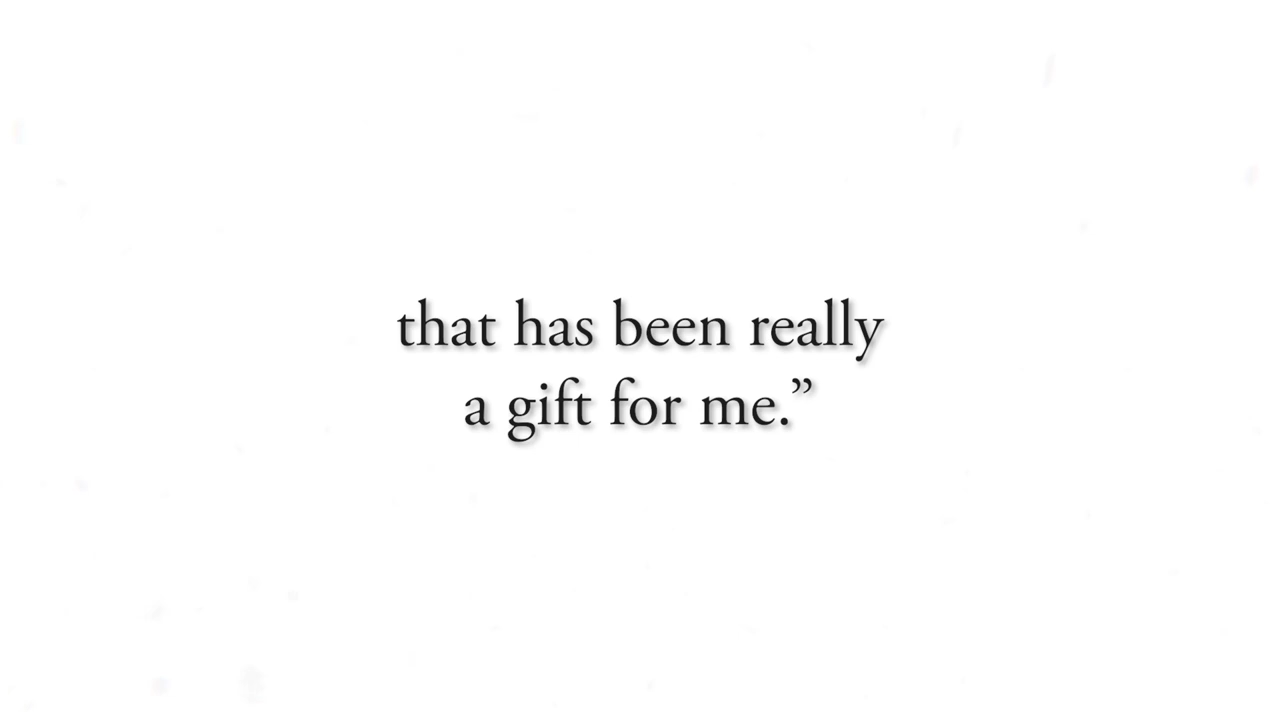 that has been really
a gift for me.”